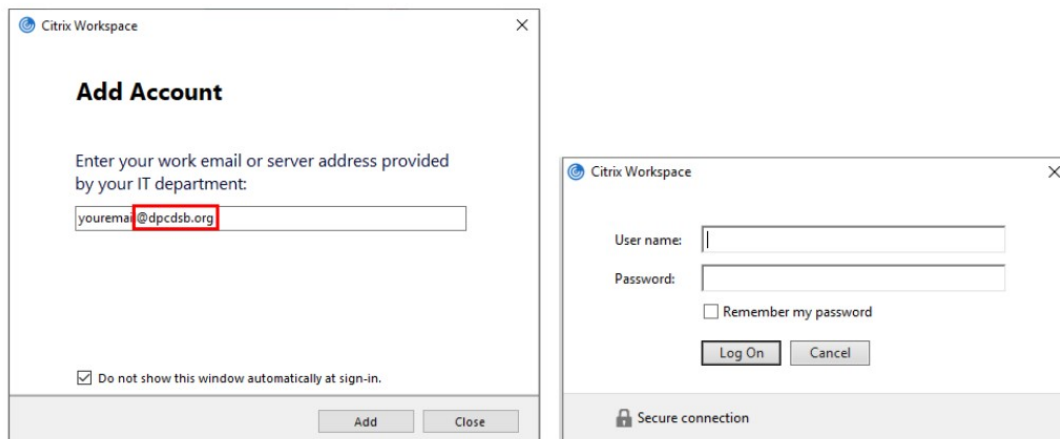 Citrix Workspace
Add Account
Enter your work email or server address provided
by your IT department:
youremai@dpcdsb.org
Do not show this window automatically at sign-in.
Add
Close
Citrix Workspace
User name:
Password:
Remember my password
Log On
Cancel
Secure connection